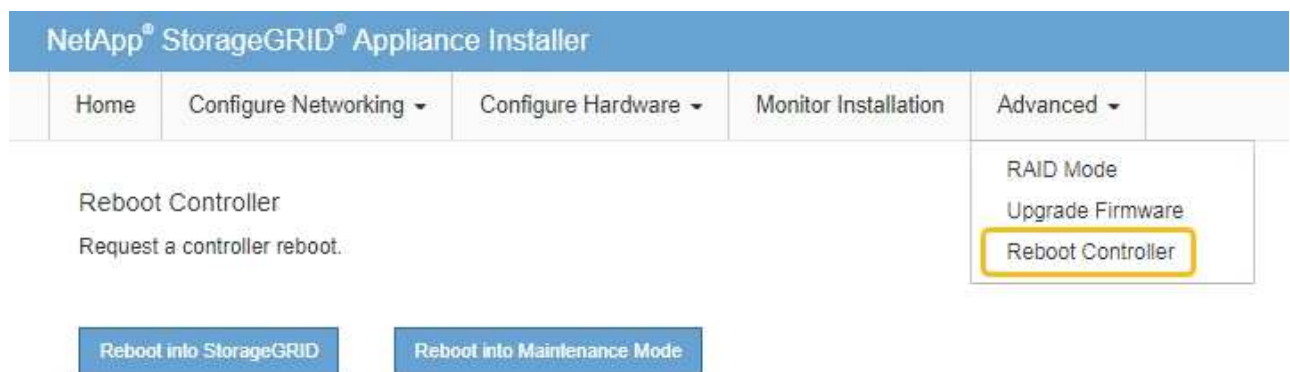 NetApp® StorageGRID® Appliance Installer
Home Configure Networking Configure Hardware Monitor Installation Advanced
RAID Mode
Upgrade Firmware
Reboot Controller
Reboot Controller
Request a controller reboot.
Reboot into StorageGRID Reboot into Maintenance Mode